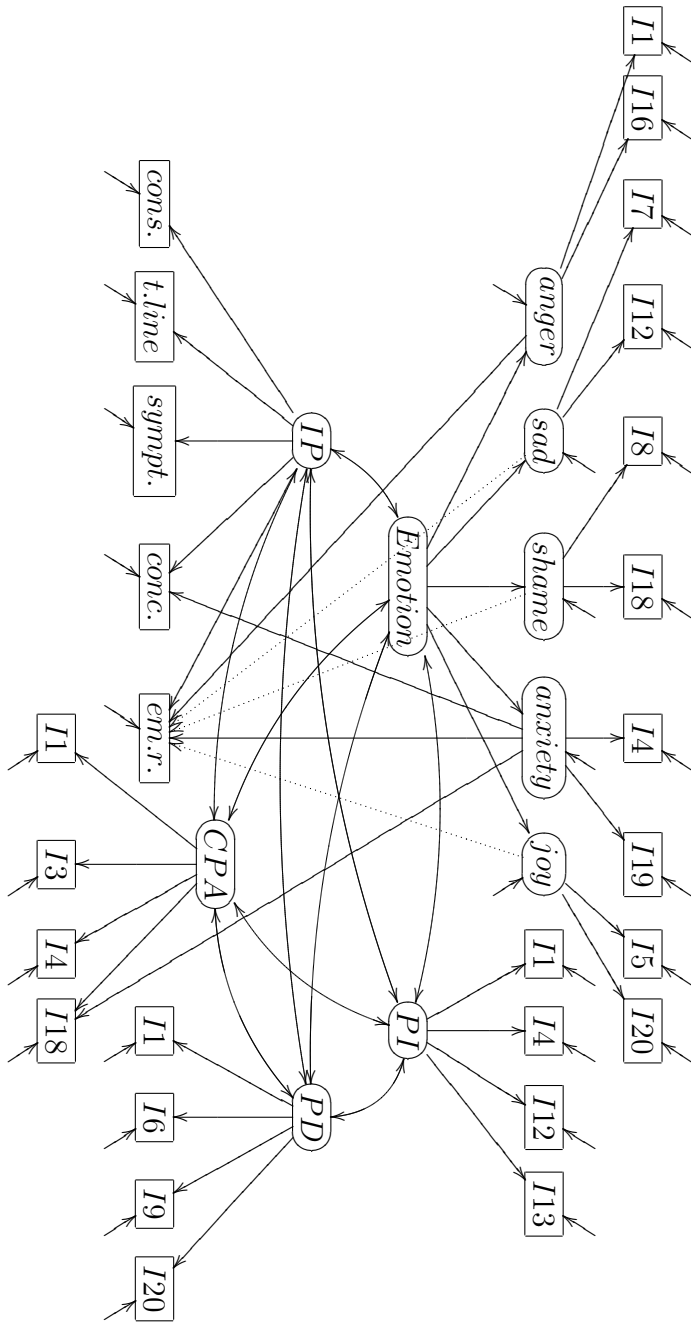 I1
I16
I7
I12
I8
I18
I4
I19
I5
I20
anger
sad
shame
anxiety
joy
I1
I4
I12
I13
Emotion
PI
IP
PD
CPA
cons.
t.line
sympt.
conc.
em.r.
I1
I6
I9
I20
I1
I3
I4
I18